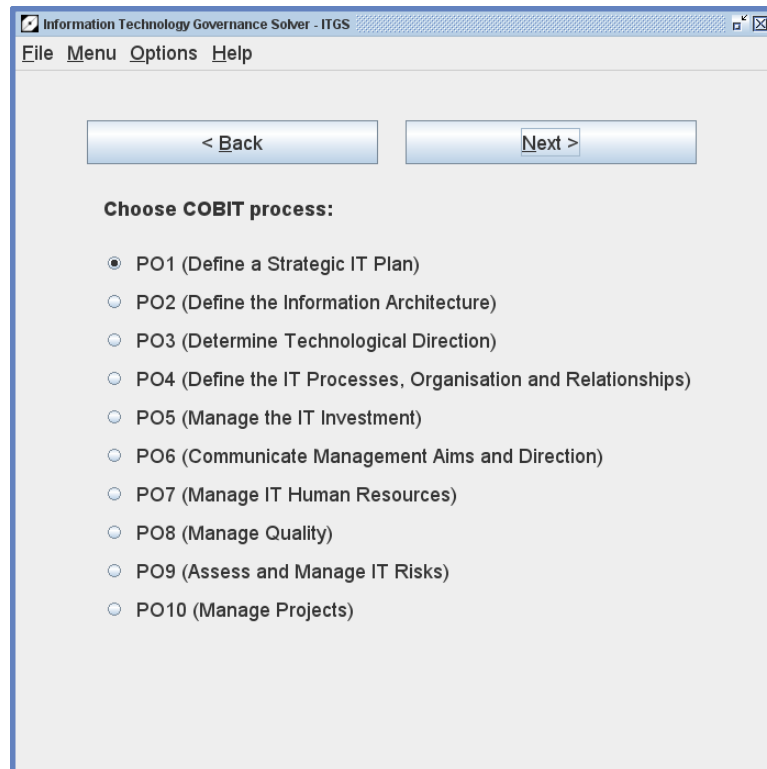 Information Technology Governance Solver - ITGS
File Menu Options Help
< Back Next >
Choose COBIT process:
PO1 (Define a Strategic IT Plan)
PO2 (Define the Information Architecture)
PO3 (Determine Technological Direction)
PO4 (Define the IT Processes, Organisation and Relationships)
PO5 (Manage the IT Investment)
PO6 (Communicate Management Aims and Direction)
PO7 (Manage IT Human Resources)
PO8 (Manage Quality)
PO9 (Assess and Manage IT Risks)
PO10 (Manage Projects)